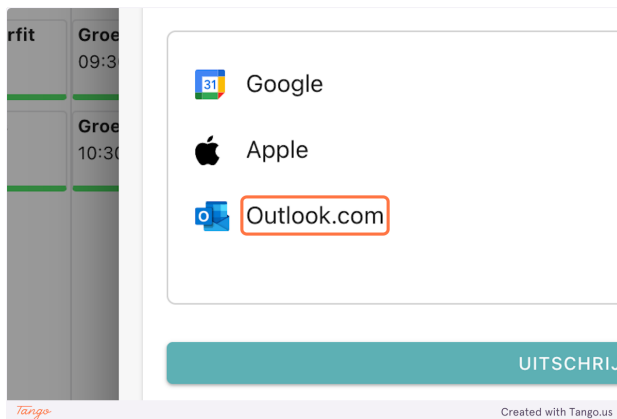 rfit
Groe
09:3
Groe
10:30
31
Google
Apple
Outlook.com
UITSCHRIJ
Tango
Created with Tango.us